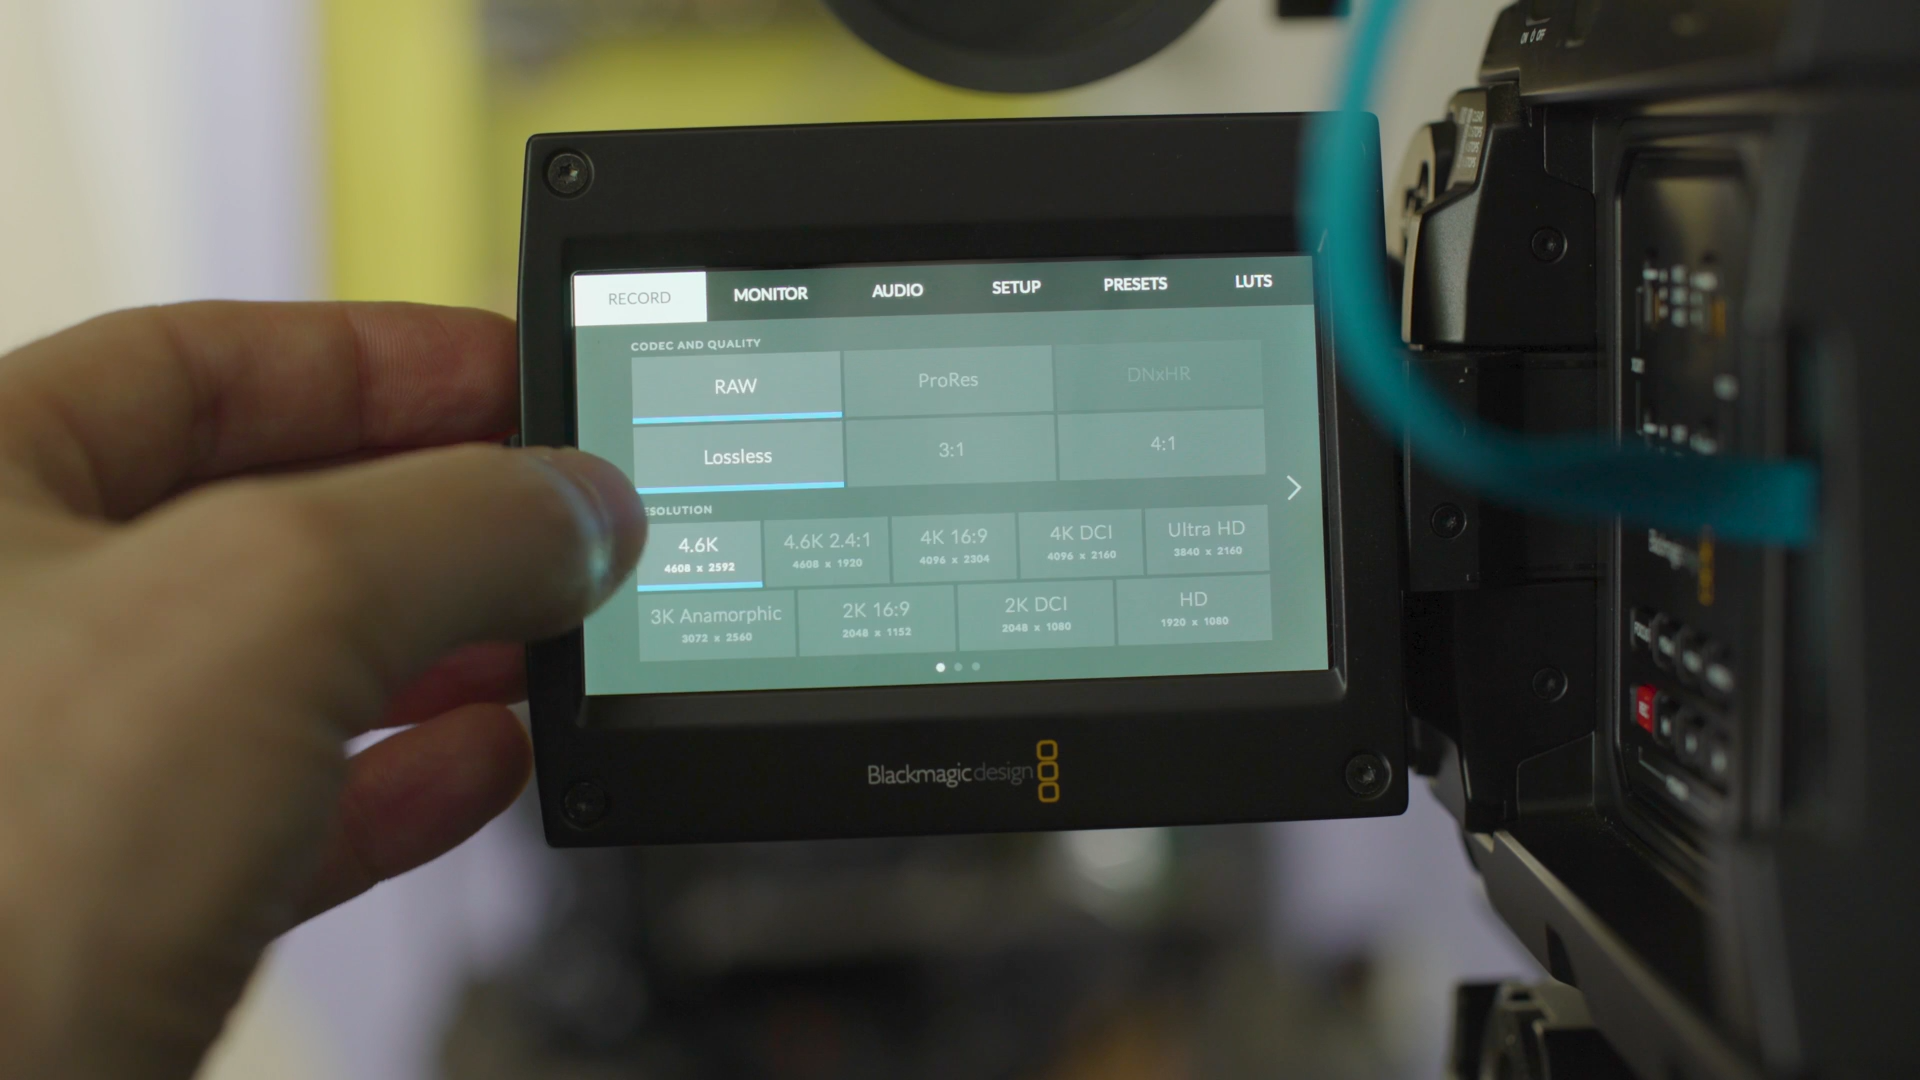 ON OFF
RECORD MONITOR AUDIO SETUP PRESETS LUTS
CODEC AND QUALITY
RAW ProRes DNxHR
Lossless 3:1 4:1
ESOLUTION
4.6K 4.6K 2.4:1 4K 16:9 4K DCI Ultra HD
4608 x 2592 4608 x 1920 4096 x 2304 4096 x 2160 3840 x 2160
3K Anamorphic 2K 16:9 2K DCI HD
3072 x 2560 2048 x 1152 2048 x 1080 1920 x 1080
Blackmagicdesign
REC